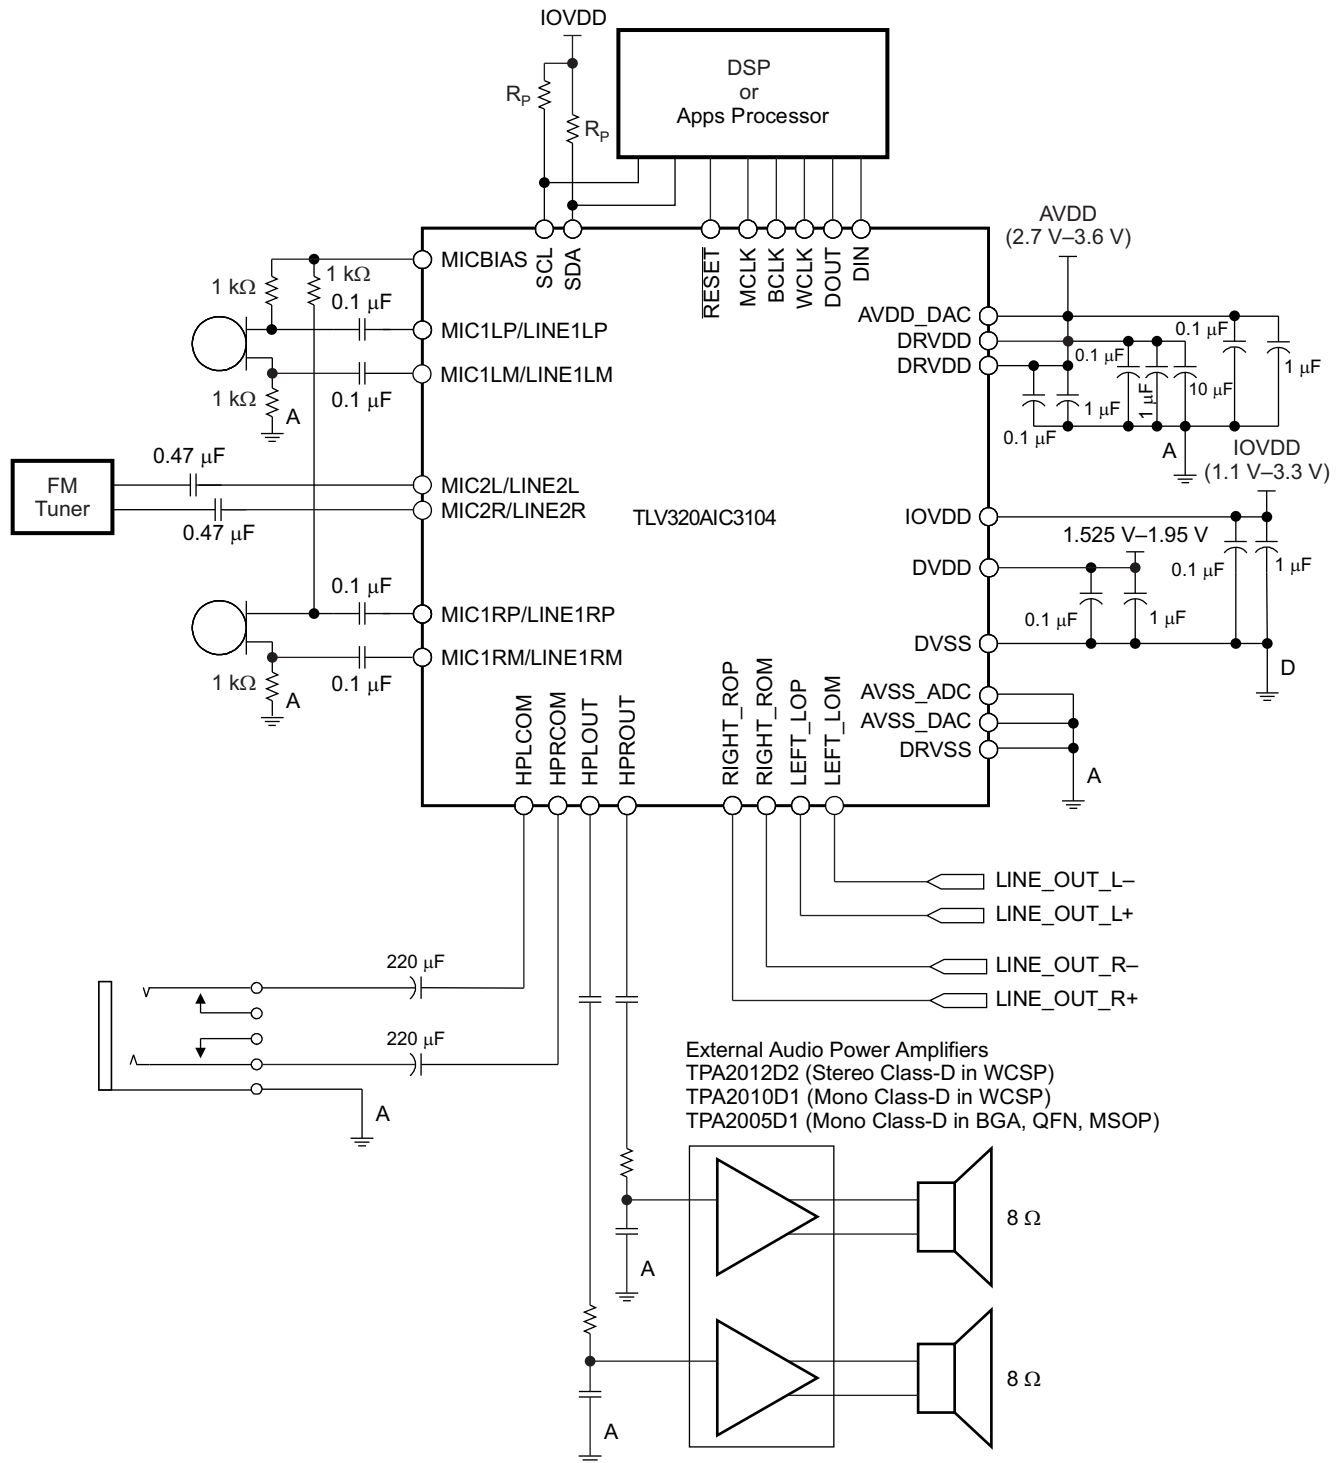 IOVDD
DSP
or
Apps Processor
RP
RP
SCL
SDA
RESET
MCLK
BCLK
WCLK
DOUT
DIN
AVDD
(2.7 V–3.6 V)
MICBIAS
1 kΩ
1 kΩ
0.1 μF
MIC1LP/LINE1LP
MIC1LM/LINE1LM
1 kΩ
A
0.1 μF
AVDD_DAC
DRVDD
DRVDD
0.1 μF
0.1 μF
1 μF
10 μF
1 μF
1 μF
0.1 μF
A
IOVDD
(1.1 V–3.3 V)
0.47 μF
FM
Tuner
0.47 μF
MIC2L/LINE2L
MIC2R/LINE2R
TLV320AIC3104
IOVDD
1.525 V–1.95 V
DVDD
0.1 μF
1 μF
0.1 μF
1 μF
DVSS
D
0.1 μF
MIC1RP/LINE1RP
MIC1RM/LINE1RM
1 kΩ
A
0.1 μF
AVSS_ADC
AVSS_DAC
DRVSS
A
HPLCOM
HPRCOM
HPLOUT
HPROUT
RIGHT_ROP
RIGHT_ROM
LEFT_LOP
LEFT_LOM
LINE_OUT_L–
LINE_OUT_L+
LINE_OUT_R–
LINE_OUT_R+
220 μF
220 μF
A
External Audio Power Amplifiers
TPA2012D2 (Stereo Class-D in WCSP)
TPA2010D1 (Mono Class-D in WCSP)
TPA2005D1 (Mono Class-D in BGA, QFN, MSOP)
8 Ω
A
8 Ω
A